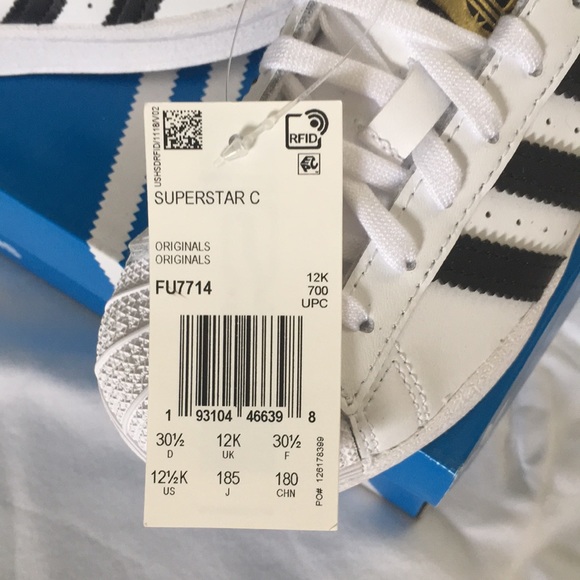 USHSDRFID/1118/V02
RFID
SUPERSTAR C
ORIGINALS
ORIGINALS
FU7714
12K
700
UPC
1 93104 46639 8
30½ 12K 30½
D UK F
12½K 185 180
US J CHN
PO# 126178399